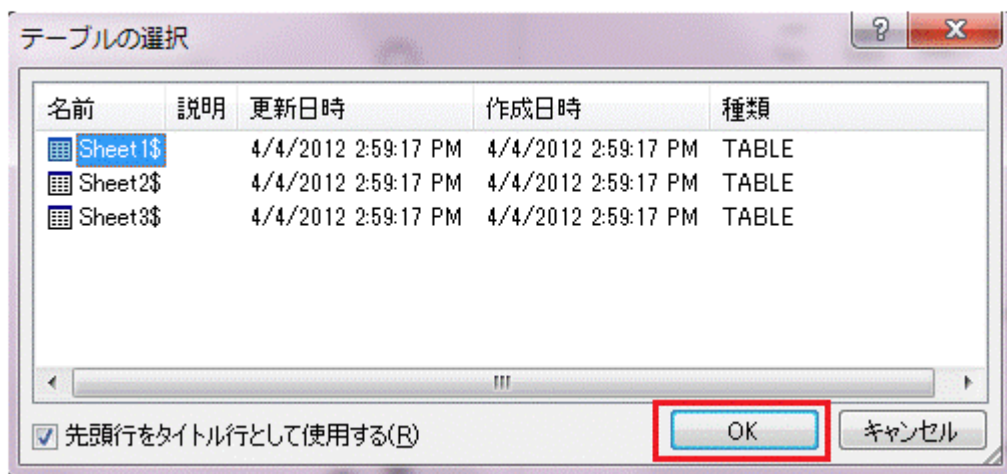 テーブルの選択
名前 説明 更新日時 作成日時 種類
Sheet1$ 4/4/2012 2:59:17 PM 4/4/2012 2:59:17 PM TABLE
Sheet2$ 4/4/2012 2:59:17 PM 4/4/2012 2:59:17 PM TABLE
Sheet3$ 4/4/2012 2:59:17 PM 4/4/2012 2:59:17 PM TABLE
先頭行をタイトル行として使用する(R) OK キャンセル